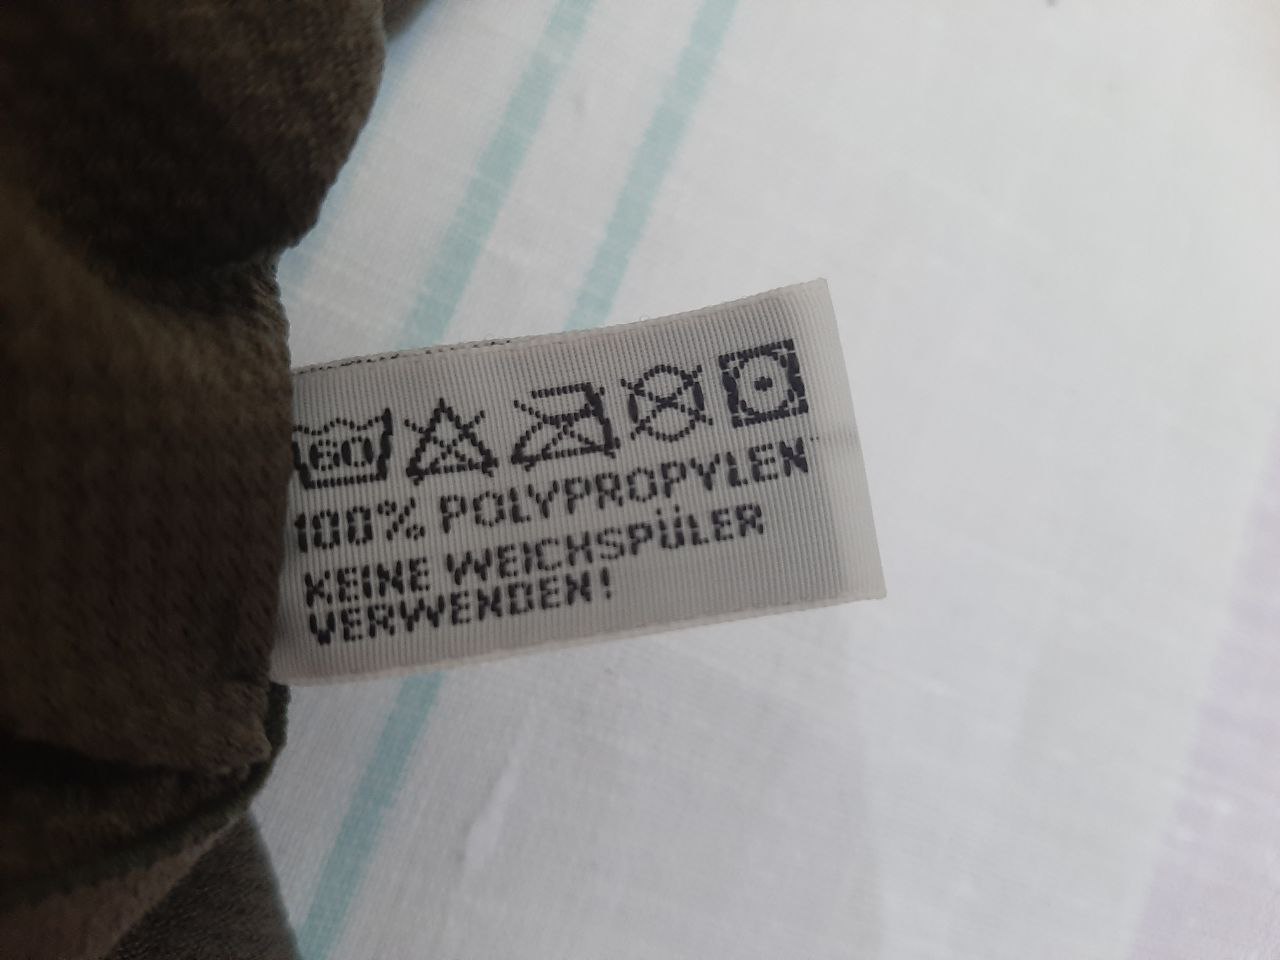 60
100% POLYPROPYLEN
KEINE WEICHSPÜLER
VERWENDEN!